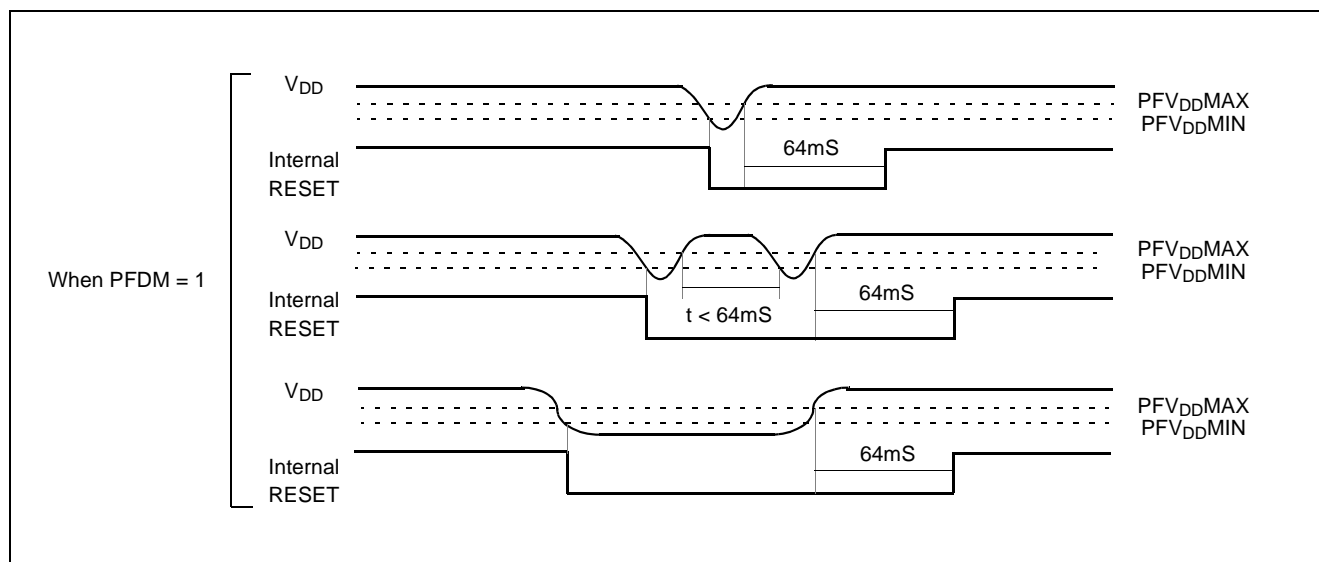 When PFDM = 1
VDD
PFVDDMAX
PFVDDMIN
64mS
Internal
RESET
VDD
PFVDDMAX
PFVDDMIN
64mS
t < 64mS
Internal
RESET
VDD
PFVDDMAX
PFVDDMIN
64mS
Internal
RESET